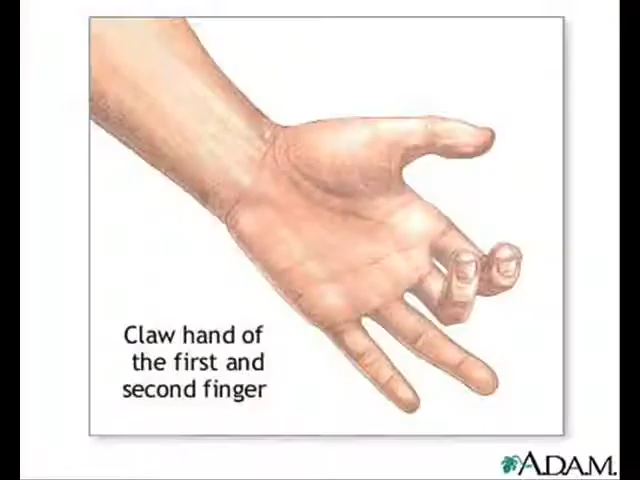 Claw hand of
the first and
second finger
A.D.A.M.